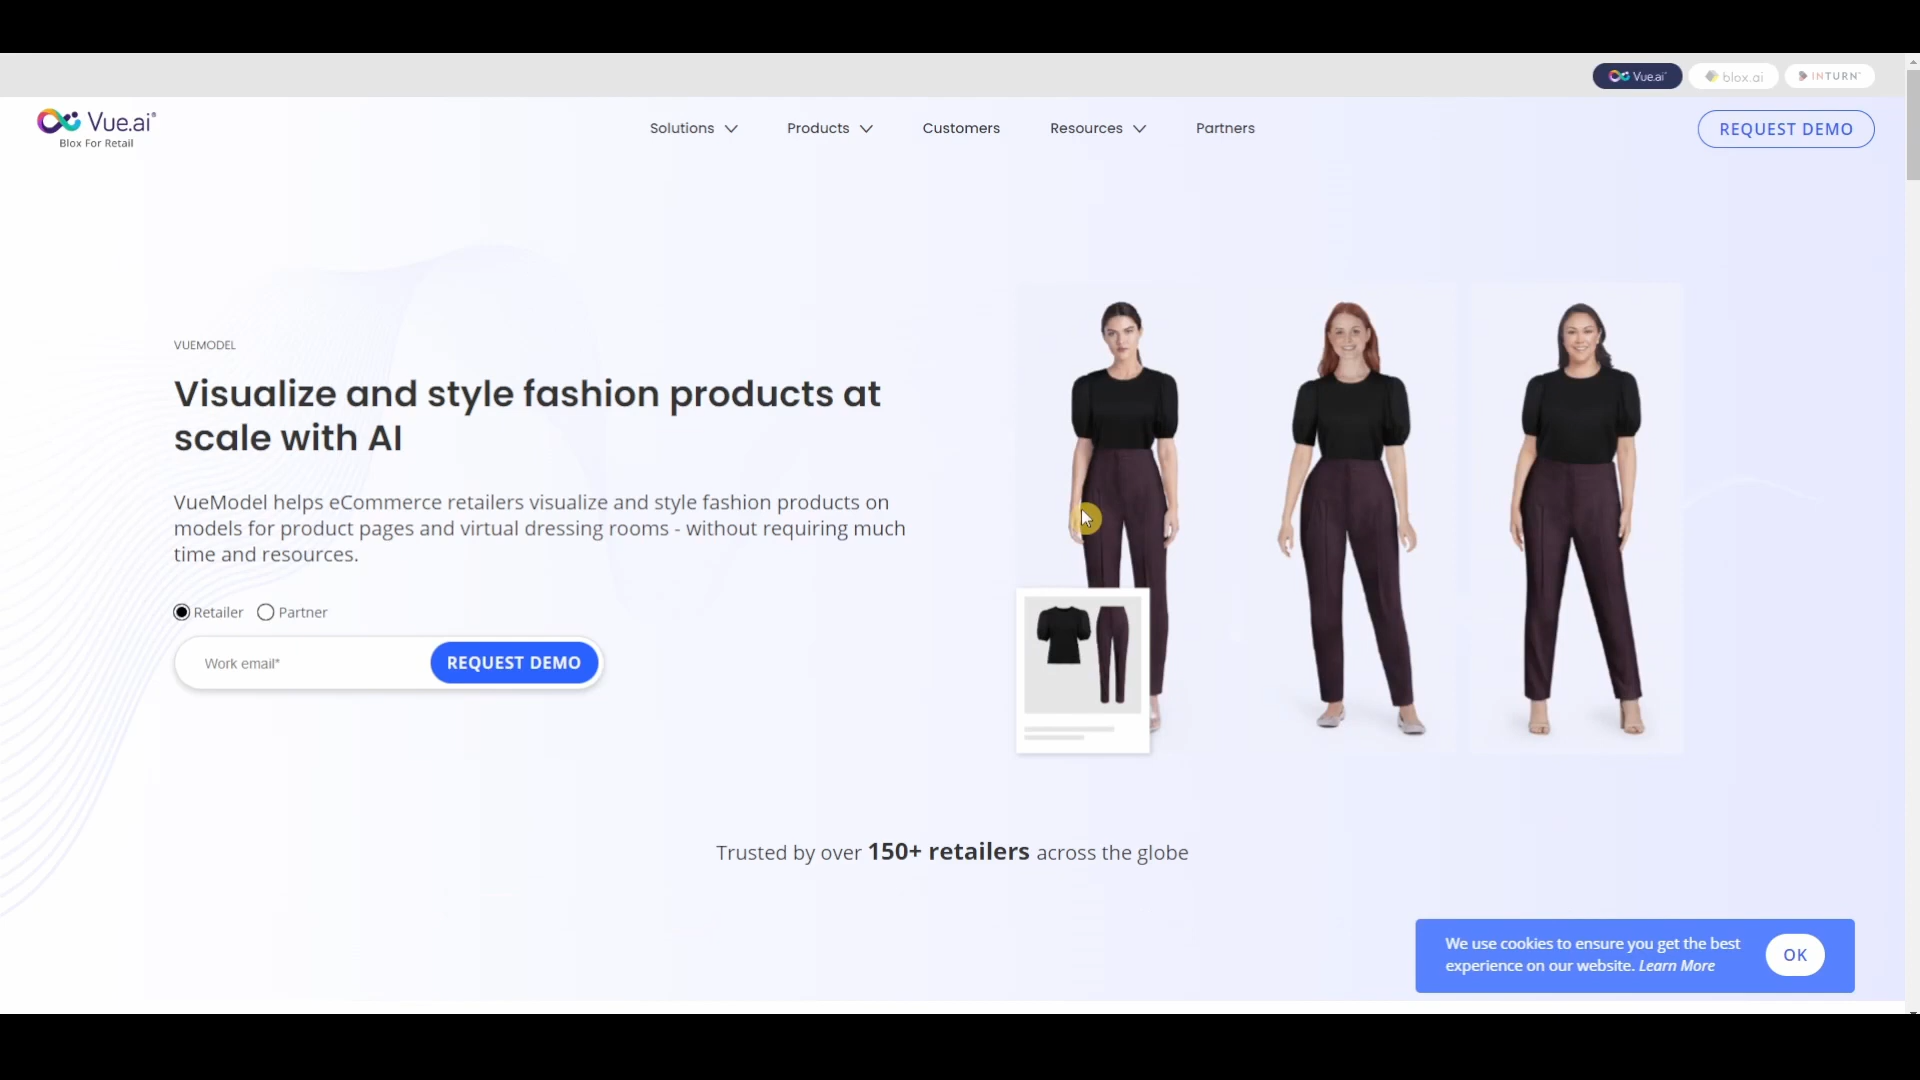 Vue.ai
blox.ai
INTURN
Vue.ai®
Blox For Retail
Solutions
Products
Customers
Resources
Partners
REQUEST DEMO
VUEMODEL
Visualize and style fashion products at
scale with AI
VueModel helps eCommerce retailers visualize and style fashion products on
models for product pages and virtual dressing rooms - without requiring much
time and resources.
Retailer
Partner
Work email*
REQUEST DEMO
Trusted by over 150+ retailers across the globe
We use cookies to ensure you get the best
experience on our website. Learn More
OK